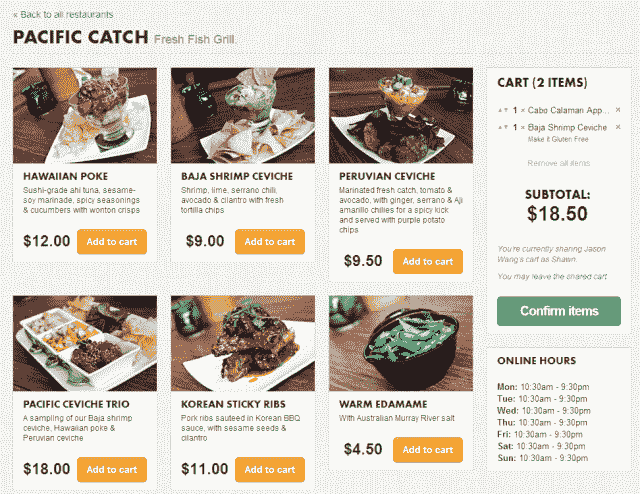 « Back to all restaurants
PACIFIC CATCH Fresh Fish Grill.
HAWAIIAN POKE
Sushi-grade ahi tuna, sesame-
soy marinade, spicy seasonings
& cucumbers with wonton crisps
$12.00 Add to cart
BAJA SHRIMP CEVICHE
Shrimp, lime, serrano chili,
avocado & cilantro with fresh
tortilla chips
$9.00 Add to cart
PERUVIAN CEVICHE
Marinated fresh catch, tomato &
avocado, with ginger, serrano & Aji
amarillo chilies for a spicy kick
and served with purple potato
chips
$9.50 Add to cart
PACIFIC CEVICHE TRIO
A sampling of our Baja shrimp
ceviche, Hawaiian poke &
Peruvian ceviche
$18.00 Add to cart
KOREAN STICKY RIBS
Pork ribs sauteed in Korean BBQ
sauce, with sesame seeds &
cilantro
$11.00 Add to cart
WARM EDAMAME
With Australian Murray River salt
$4.50 Add to cart
CART (2 ITEMS)
1 × Cabo Calamari App... ×
1 × Baja Shrimp Ceviche ×
Make it Gluten Free
Remove all items
SUBTOTAL:
$18.50
You're currently sharing Jason
Wang's cart as Shawn.
You may leave the shared cart
Confirm items
ONLINE HOURS
Mon: 10:30am - 9:30pm
Tue: 10:30am - 9:30pm
Wed: 10:30am - 9:30pm
Thu: 10:30am - 9:30pm
Fri: 10:30am - 9:30pm
Sat: 10:30am - 9:30pm
Sun: 10:30am - 9:30pm